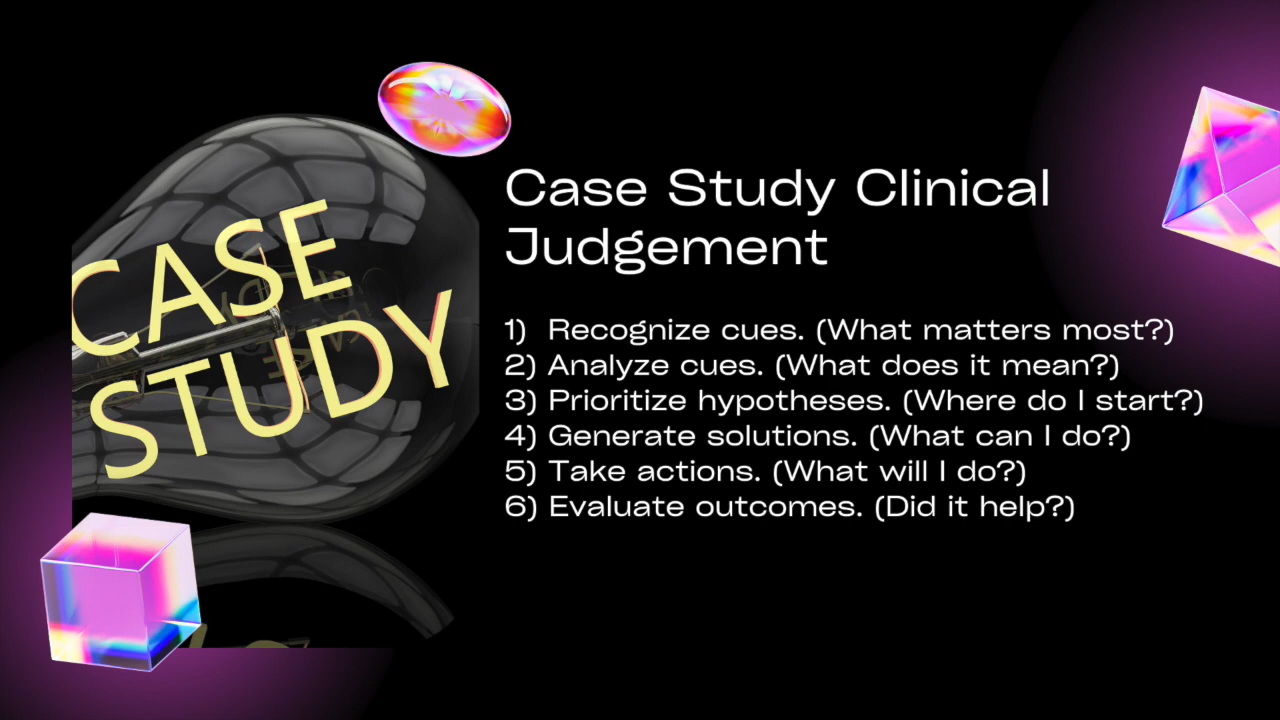 CASE
STUDY
Case Study Clinical
Judgement
1) Recognize cues. (What matters most?)
2) Analyze cues. (What does it mean?)
3) Prioritize hypotheses. (Where do I start?)
4) Generate solutions. (What can I do?)
5) Take actions. (What will I do?)
6) Evaluate outcomes. (Did it help?)